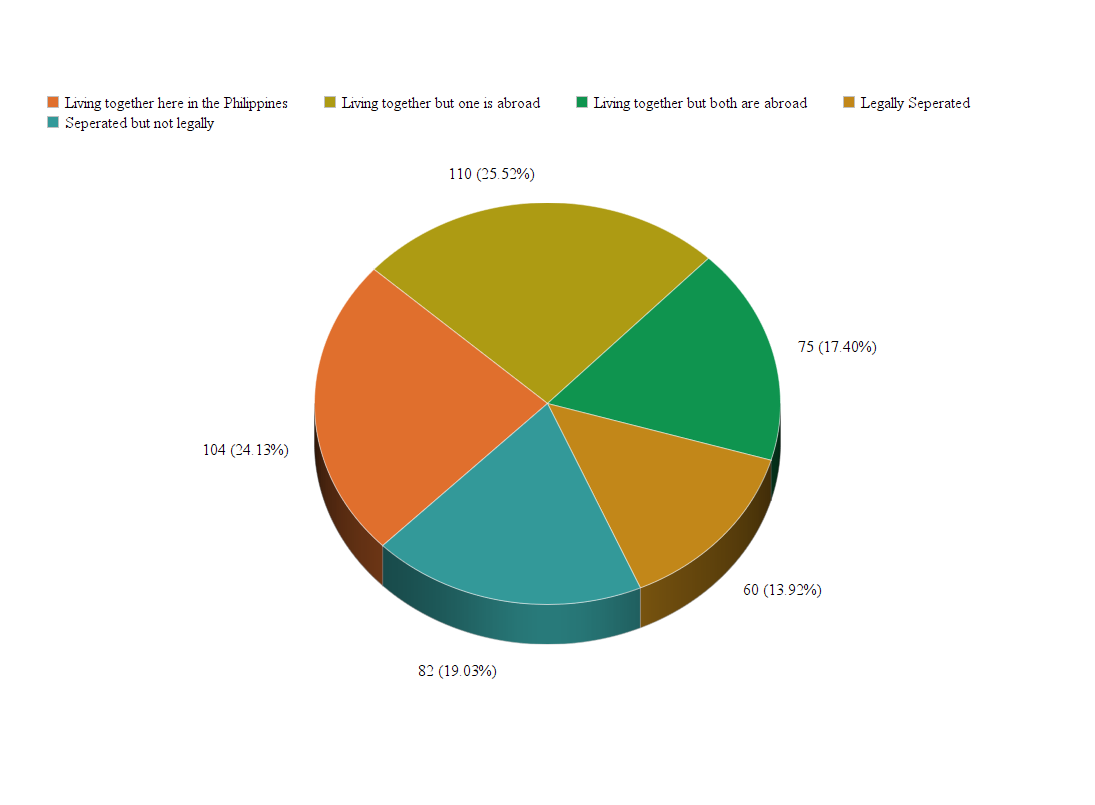 Living together here in the Philippines Living together but one is abroad Living together but both are abroad Legally Seperated
Seperated but not legally
110 (25.52%)
75 (17.40%)
104 (24.13%)
60 (13.92%)
82 (19.03%)